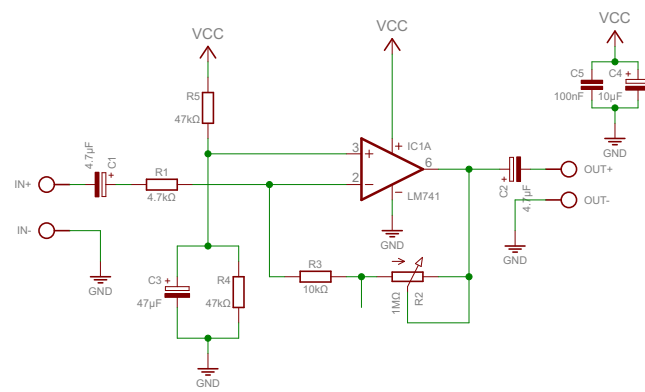 VCC
VCC
VCC
R5
47kΩ
C5
100nF
C4
+
10µF
GND
IC1A
3
+
+
6
2
−
−
LM741
GND
4.7µF
C1
+
IN+
R1
4.7kΩ
IN-
GND
C2
+
4.7µF
OUT+
OUT-
GND
C3
+
47µF
R4
47kΩ
GND
R3
10kΩ
1MΩ
R2